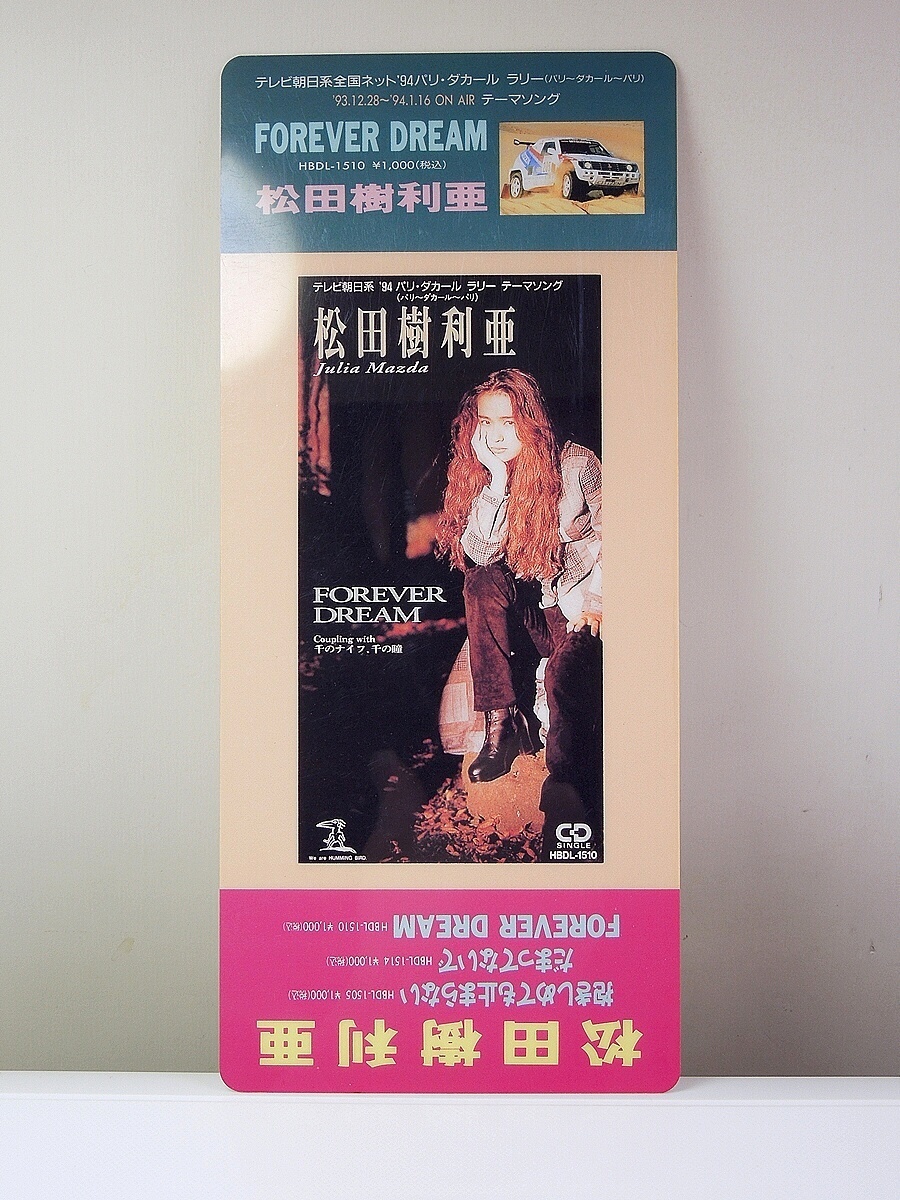 テレビ朝日系全国ネット'94パリ・ダカール ラリー(パリ〜ダカール〜パリ)
'93.12.28〜'94.1.16 ON AIR テーマソング
FOREVER DREAM
HBDL-1510 ¥1,000(税込)
松田樹利亜
テレビ朝日系 '94 パリ・ダカール ラリー テーマソング
(パリ〜ダカール〜パリ)
松田樹利亜
Julia Mazda
FOREVER
DREAM
Coupling with
千のナイフ、千の瞳
We are HUMMING BIRD.
CD
SINGLE
HBDL-1510
松田樹利亜
抱きしめても止まらない HBDL-1505 ¥1,000(税込)
だまってないで HBDL-1514 ¥1,000(税込)
FOREVER DREAM HBDL-1510 ¥1,000(税込)